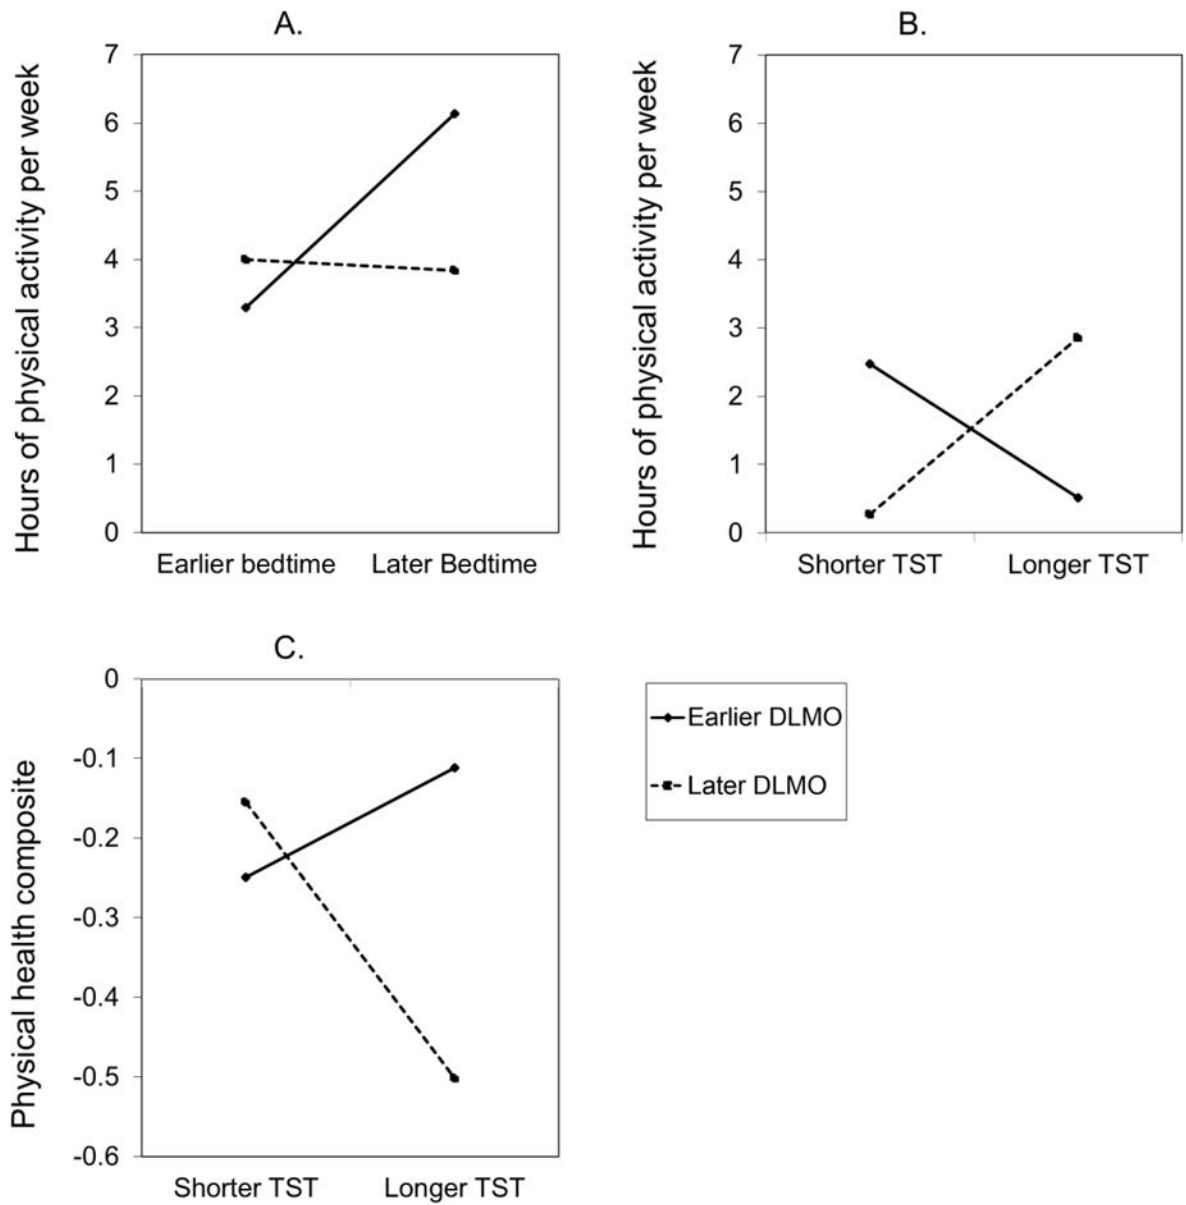 A.
Hours of physical activity per week
7
6
5
4
3
2
1
0
Earlier bedtime
Later Bedtime
B.
Hours of physical activity per week
7
6
5
4
3
2
1
0
Shorter TST
Longer TST
C.
Physical health composite
0
-0.1
-0.2
-0.3
-0.4
-0.5
-0.6
Shorter TST
Longer TST
Earlier DLMO
Later DLMO